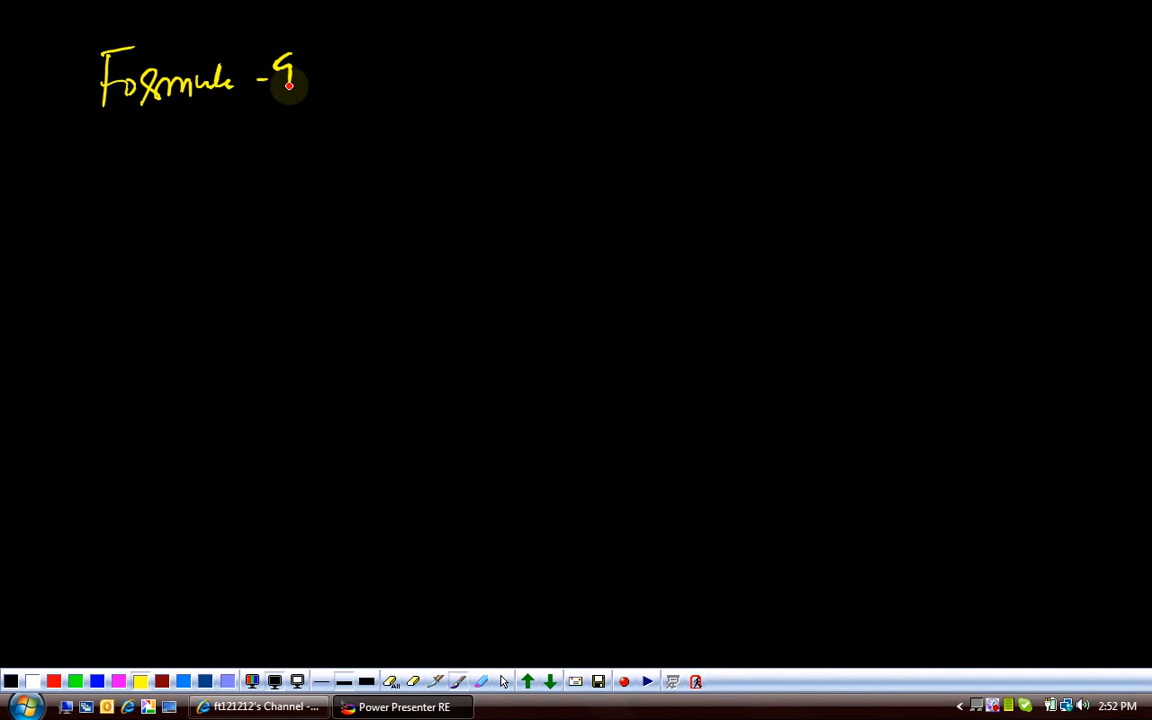 Formula - 9
ft121212's Channel -...
Power Presenter RE
2:52 PM